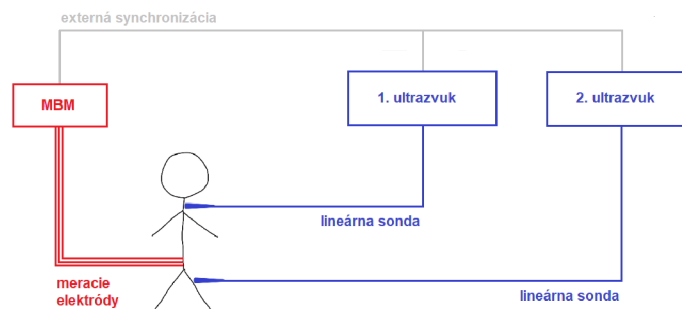 externá synchronizácia
MBM
1. ultrazvuk
2. ultrazvuk
lineárna sonda
meracie
elektródy
lineárna sonda